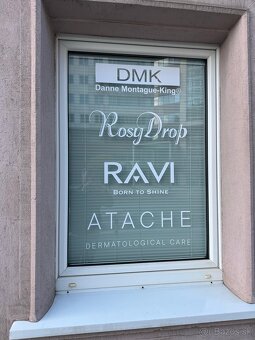 DMK
Danne Montague-King®
RosyDrop
RAVI
BORN TO SHINE
ATACHE
DERMATOLOGICAL CARE